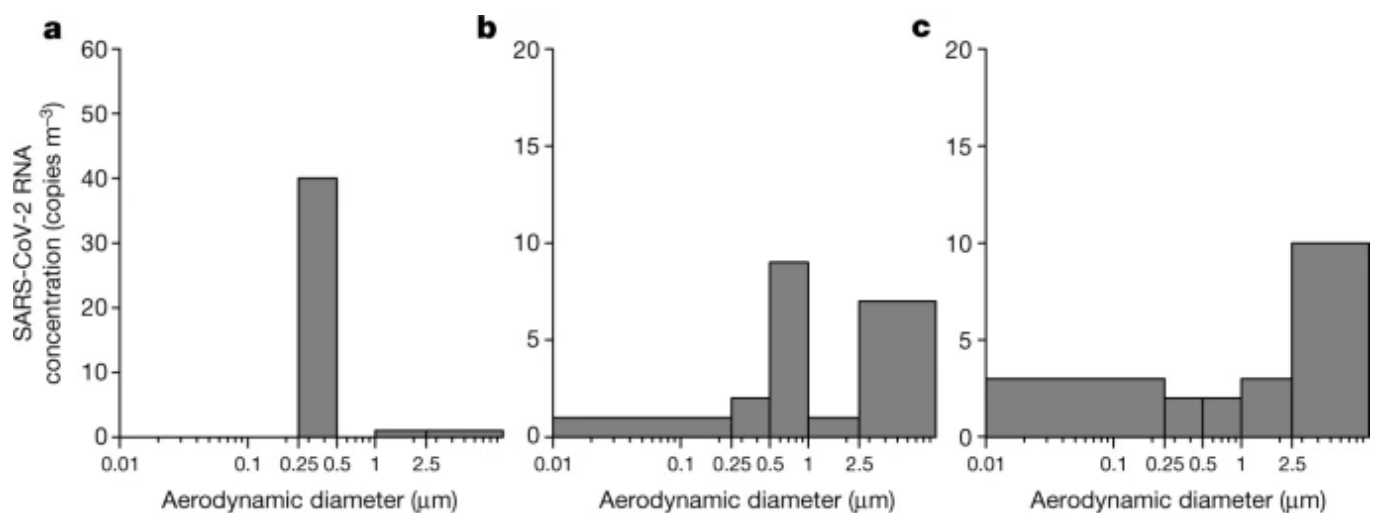 a
60
50
40
30
20
10
0
0.01 0.1 0.25 0.5 1 2.5
Aerodynamic diameter (μm)
SARS-CoV-2 RNA
concentration (copies m⁻³)
b
20
15
10
5
0
0.01 0.1 0.25 0.5 1 2.5
Aerodynamic diameter (μm)
c
20
15
10
5
0
0.01 0.1 0.25 0.5 1 2.5
Aerodynamic diameter (μm)